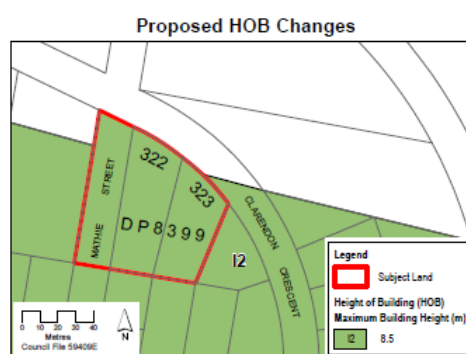 Proposed HOB Changes
322
323
STREET
MATHIE
DP8399
CLARENDON
CRESCENT
I2
Legend
Subject Land
Height of Building (HOB)
Maximum Building Height (m)
I2 8.5
0 10 20 30 40
Metres
Council File 59409E
N